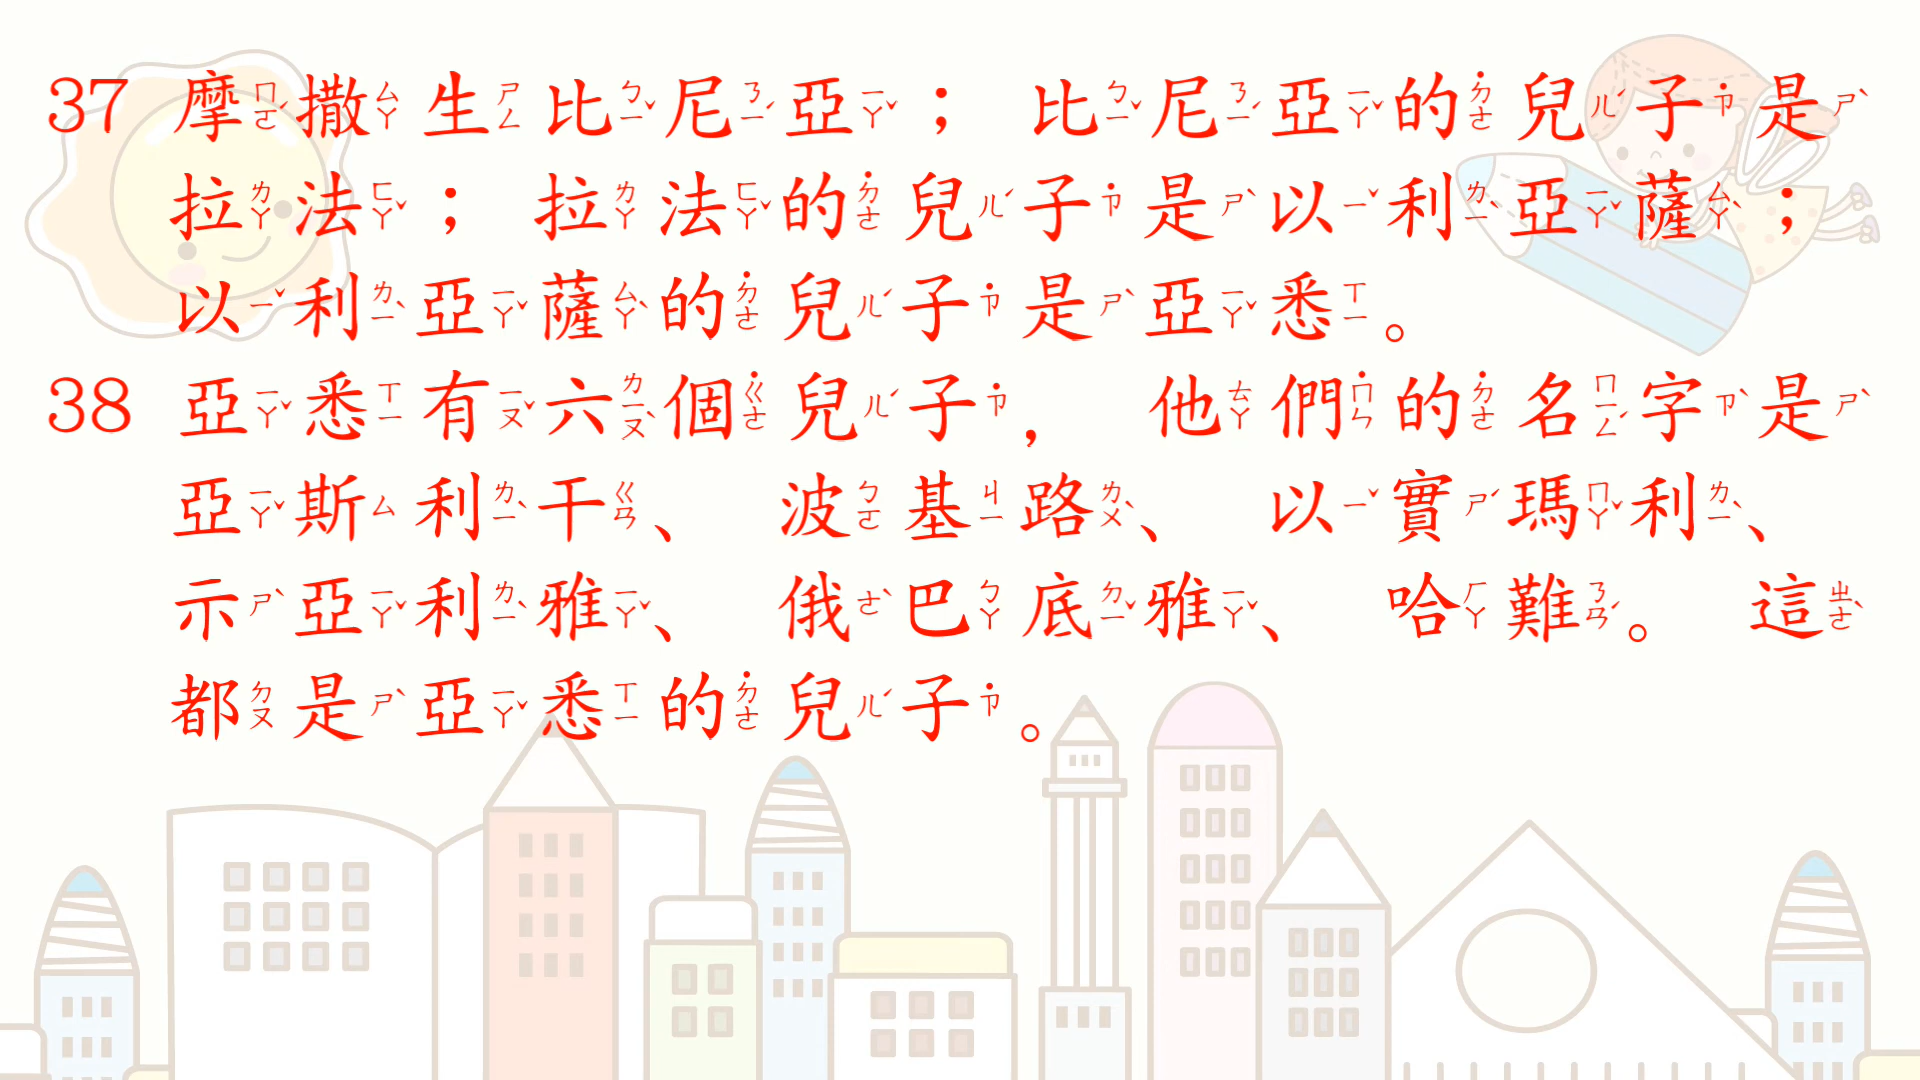 37 摩撒生比尼亞； 比尼亞的兒子是
拉法； 拉法的兒子是以利亞薩；
以利亞薩的兒子是亞悉。
38 亞悉有六個兒子， 他們的名字是
亞斯利干、 波基路、 以實瑪利、
示亞利雅、 俄巴底雅、 哈難。 這
都是亞悉的兒子。